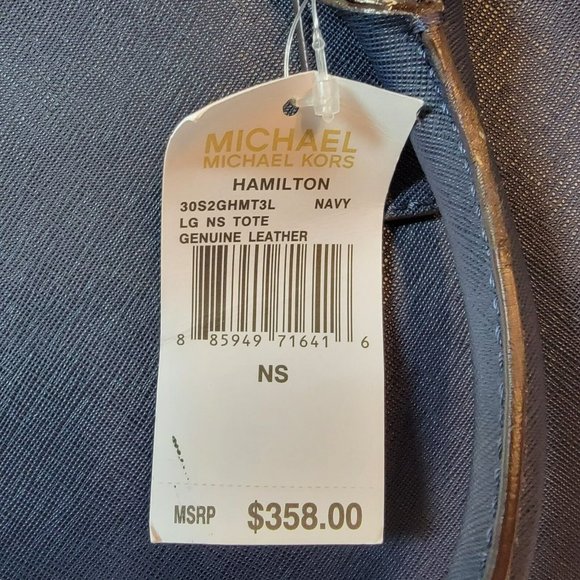 MICHAEL
MICHAEL KORS
HAMILTON
30S2GHMT3L NAVY
LG NS TOTE
GENUINE LEATHER
8 85949 71641 6
NS
MSRP $358.00